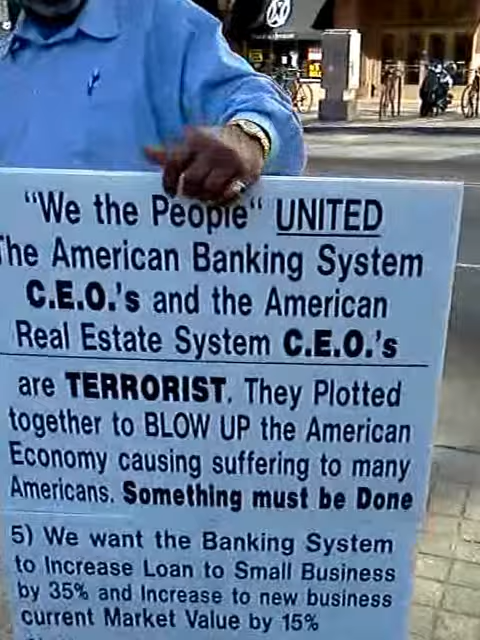 "We the People" UNITED
The American Banking System
C.E.O.'s and the American
Real Estate System C.E.O.'s
are TERRORIST. They Plotted
together to BLOW UP the American
Economy causing suffering to many
Americans. Something must be Done
5) We want the Banking System
to Increase Loan to Small Business
by 35% and Increase to new business
current Market Value by 15%